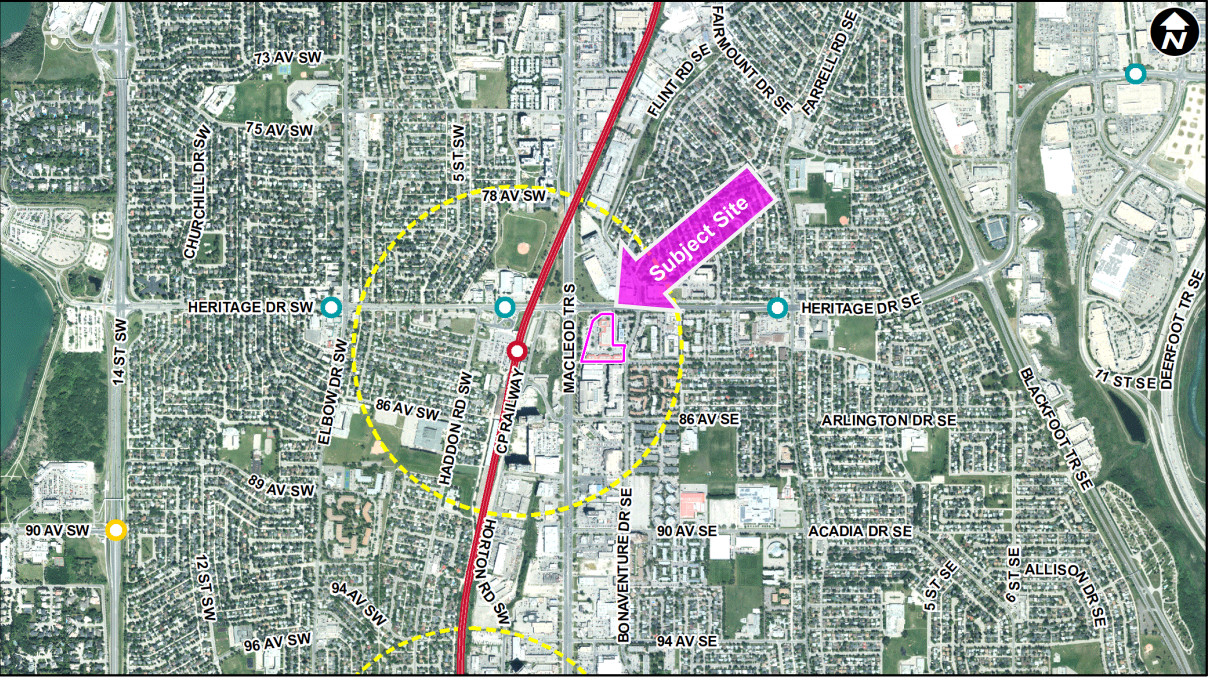 N
73 AV SW
FAIRMOUNT DR SE
FLINT RD SE
FARRELL RD SE
75 AV SW
CHURCHILL DR SW
5 ST SW
78 AV SW
Subject Site
HERITAGE DR SW
HERITAGE DR SE
MACLEOD TR S
14 ST SW
ELBOW DR SW
DEERFOOT TR SE
11 ST SE
BLACKFOOT TR SE
CP RAILWAY
HADDON RD SW
86 AV SW
86 AV SE
ARLINGTON DR SE
89 AV SW
90 AV SW
BONAVENTURE DR SE
90 AV SE
ACADIA DR SE
HORTON RD SW
12 ST SW
94 AV SW
5 ST SE
6 ST SE
ALLISON DR SE
96 AV SW
94 AV SE